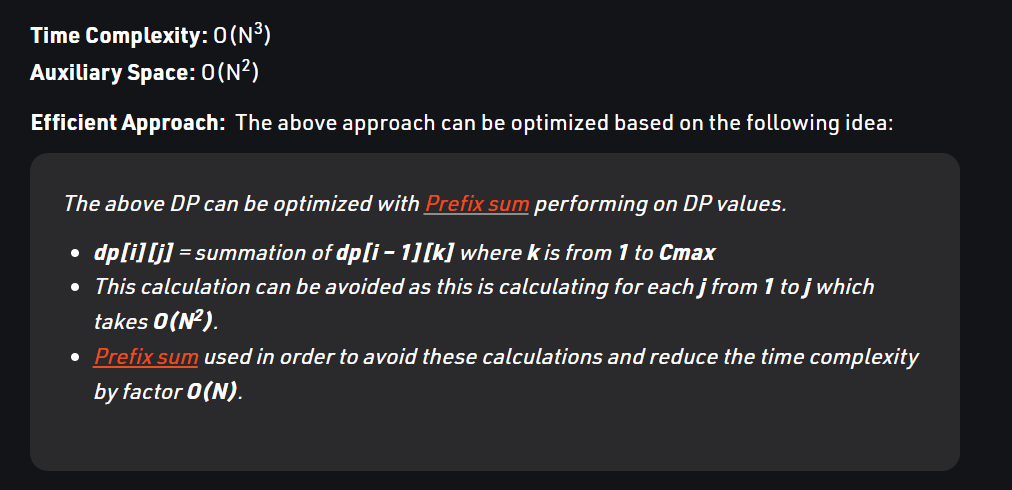 Time Complexity: O(N³)
Auxiliary Space: O(N²)
Efficient Approach: The above approach can be optimized based on the following idea:
The above DP can be optimized with Prefix sum performing on DP values.
• dp[i][j] = summation of dp[i – 1][k] where k is from 1 to Cmax
• This calculation can be avoided as this is calculating for each j from 1 to j which
takes O(N²).
• Prefix sum used in order to avoid these calculations and reduce the time complexity
by factor O(N).